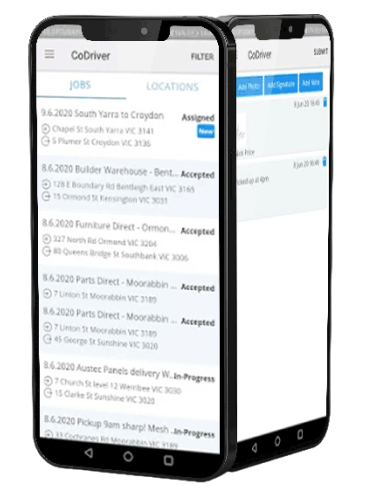 CoDriver
FILTER
JOBS
LOCATIONS
9.6.2020 South Yarra to Croydon Assigned
Chapel St South Yarra VIC 3141 New
5 Plumer St Croydon VIC 3136
8.6.2020 Builder Warehouse - Bent... Accepted
128 E Boundary Rd Bentleigh East VIC 3165
15 Ormond St Kensington VIC 3031
8.6.2020 Furniture Direct - Ormon... Accepted
327 North Rd Ormond VIC 3204
80 Queens Bridge St Southbank VIC 3006
8.6.2020 Parts Direct - Moorabbin ... Accepted
7 Linton St Moorabbin VIC 3189
8.6.2020 Parts Direct - Moorabbin ... Accepted
7 Linton St Moorabbin VIC 3189
45 George St Sunshine VIC 3020
8.6.2020 Austec Panels delivery W... In-Progress
7 Church St level 12 Werribee VIC 3030
15 Clarke St Sunshine VIC 3020
8.6.2020 Pickup 9am sharp! Mesh ... In-Progress
33 Cochranes Rd Moorabbin VIC 3189
CoDriver
SUBMIT
Add Photo
Add Signature
Add Note
8 Jun 20 16:45
Price
8 Jun 20 16:46
picked up at 4pm